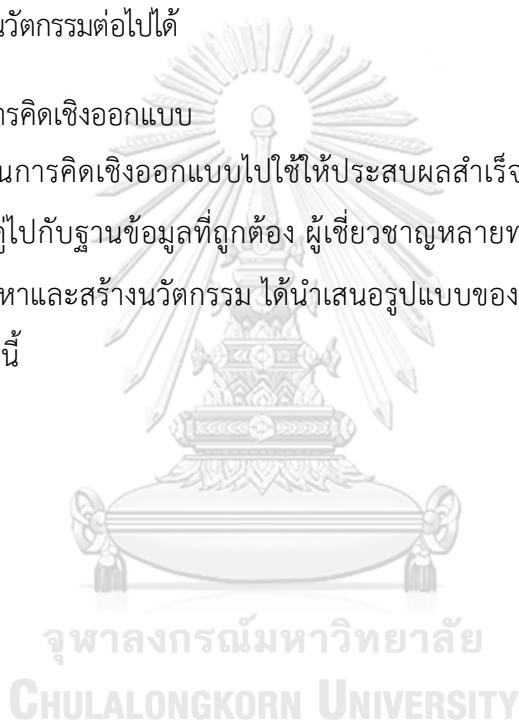 นวัตกรรมต่อไปได้
ารคิดเชิงออกแบบ
นการคิดเชิงออกแบบไปใช้ให้ประสบผลสำเร็จ
ู่ไปกับฐานข้อมูลที่ถูกต้อง ผู้เชี่ยวชาญหลายท
หาและสร้างนวัตกรรม ได้นำเสนอรูปแบบของ
นี้
จุฬาลงกรณ์มหาวิทยาลัย
CHULALONGKORN UNIVERSITY